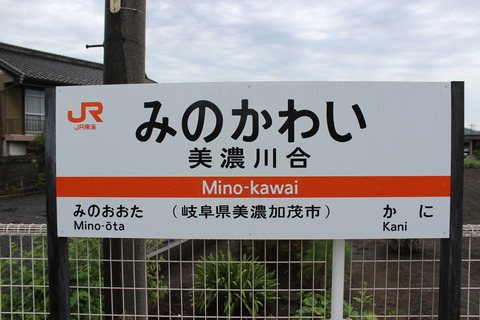 JR
JR東海
みのかわい
美濃川合
Mino-kawai
みのおおた (岐阜県美濃加茂市) かに
Mino-ōta Kani